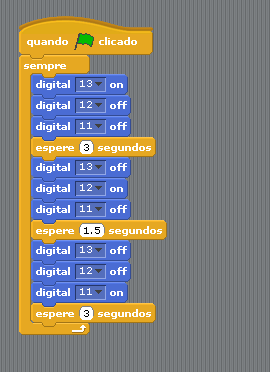 quando clicado
sempre
digital 13 on
digital 12 off
digital 11 off
espere 3 segundos
digital 13 off
digital 12 on
digital 11 off
espere 1.5 segundos
digital 13 off
digital 12 off
digital 11 on
espere 3 segundos